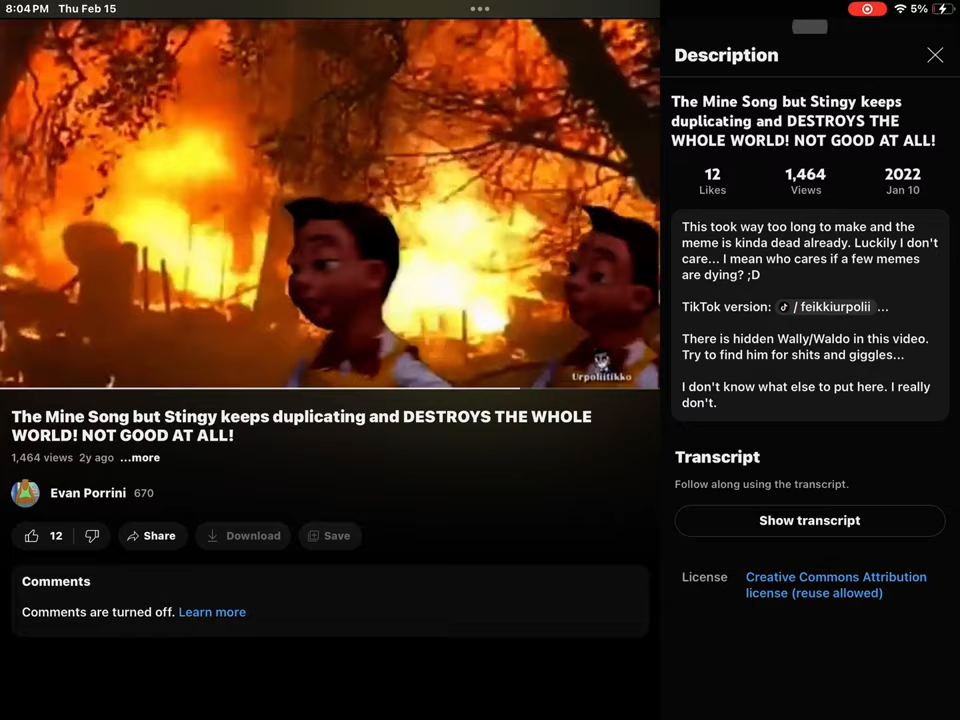 8:04 PM Thu Feb 15
5%
Urpoliitikko
The Mine Song but Stingy keeps duplicating and DESTROYS THE WHOLE
WORLD! NOT GOOD AT ALL!
1,464 views 2y ago ...more
Evan Porrini 670
12
Share
Download
Save
Comments
Comments are turned off. Learn more
Description
The Mine Song but Stingy keeps
duplicating and DESTROYS THE
WHOLE WORLD! NOT GOOD AT ALL!
12 1,464 2022
Likes Views Jan 10
This took way too long to make and the
meme is kinda dead already. Luckily I don't
care... I mean who cares if a few memes
are dying? ;D
TikTok version: / feikkiurpolii ...
There is hidden Wally/Waldo in this video.
Try to find him for shits and giggles...
I don't know what else to put here. I really
don't.
Transcript
Follow along using the transcript.
Show transcript
License Creative Commons Attribution
license (reuse allowed)